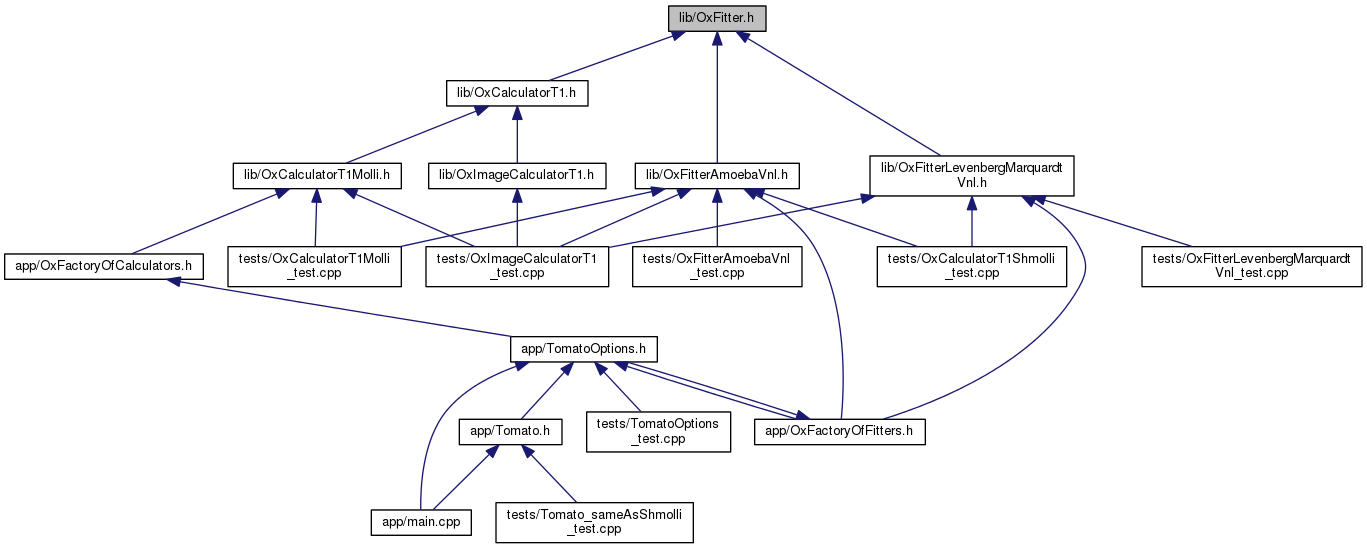 lib/OxFitter.h
lib/OxCalculatorT1.h
lib/OxCalculatorT1Molli.h
lib/OxImageCalculatorT1.h
lib/OxFitterAmoebaVnl.h
lib/OxFitterLevenbergMarquardt
Vnl.h
app/OxFactoryOfCalculators.h
tests/OxCalculatorT1Molli
_test.cpp
tests/OxImageCalculatorT1
_test.cpp
tests/OxFitterAmoebaVnl
_test.cpp
tests/OxCalculatorT1Shmolli
_test.cpp
tests/OxFitterLevenbergMarquardt
Vnl_test.cpp
app/TomatoOptions.h
app/Tomato.h
tests/TomatoOptions
_test.cpp
app/OxFactoryOfFitters.h
app/main.cpp
tests/Tomato_sameAsShmolli
_test.cpp